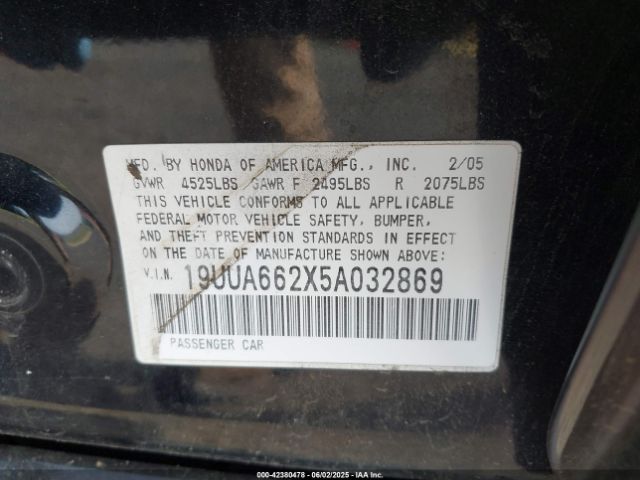 MFD. BY HONDA OF AMERICA MFG., INC. 2/05
GVWR 4525LBS GAWR F 2495LBS R 2075LBS
THIS VEHICLE CONFORMS TO ALL APPLICABLE
FEDERAL MOTOR VEHICLE SAFETY, BUMPER,
AND THEFT PREVENTION STANDARDS IN EFFECT
ON THE DATE OF MANUFACTURE SHOWN ABOVE:
V.I.N. 19UUA662X5A032869
PASSENGER CAR
000-42380478 | 06/02/2025 | IAA Inc. (C)